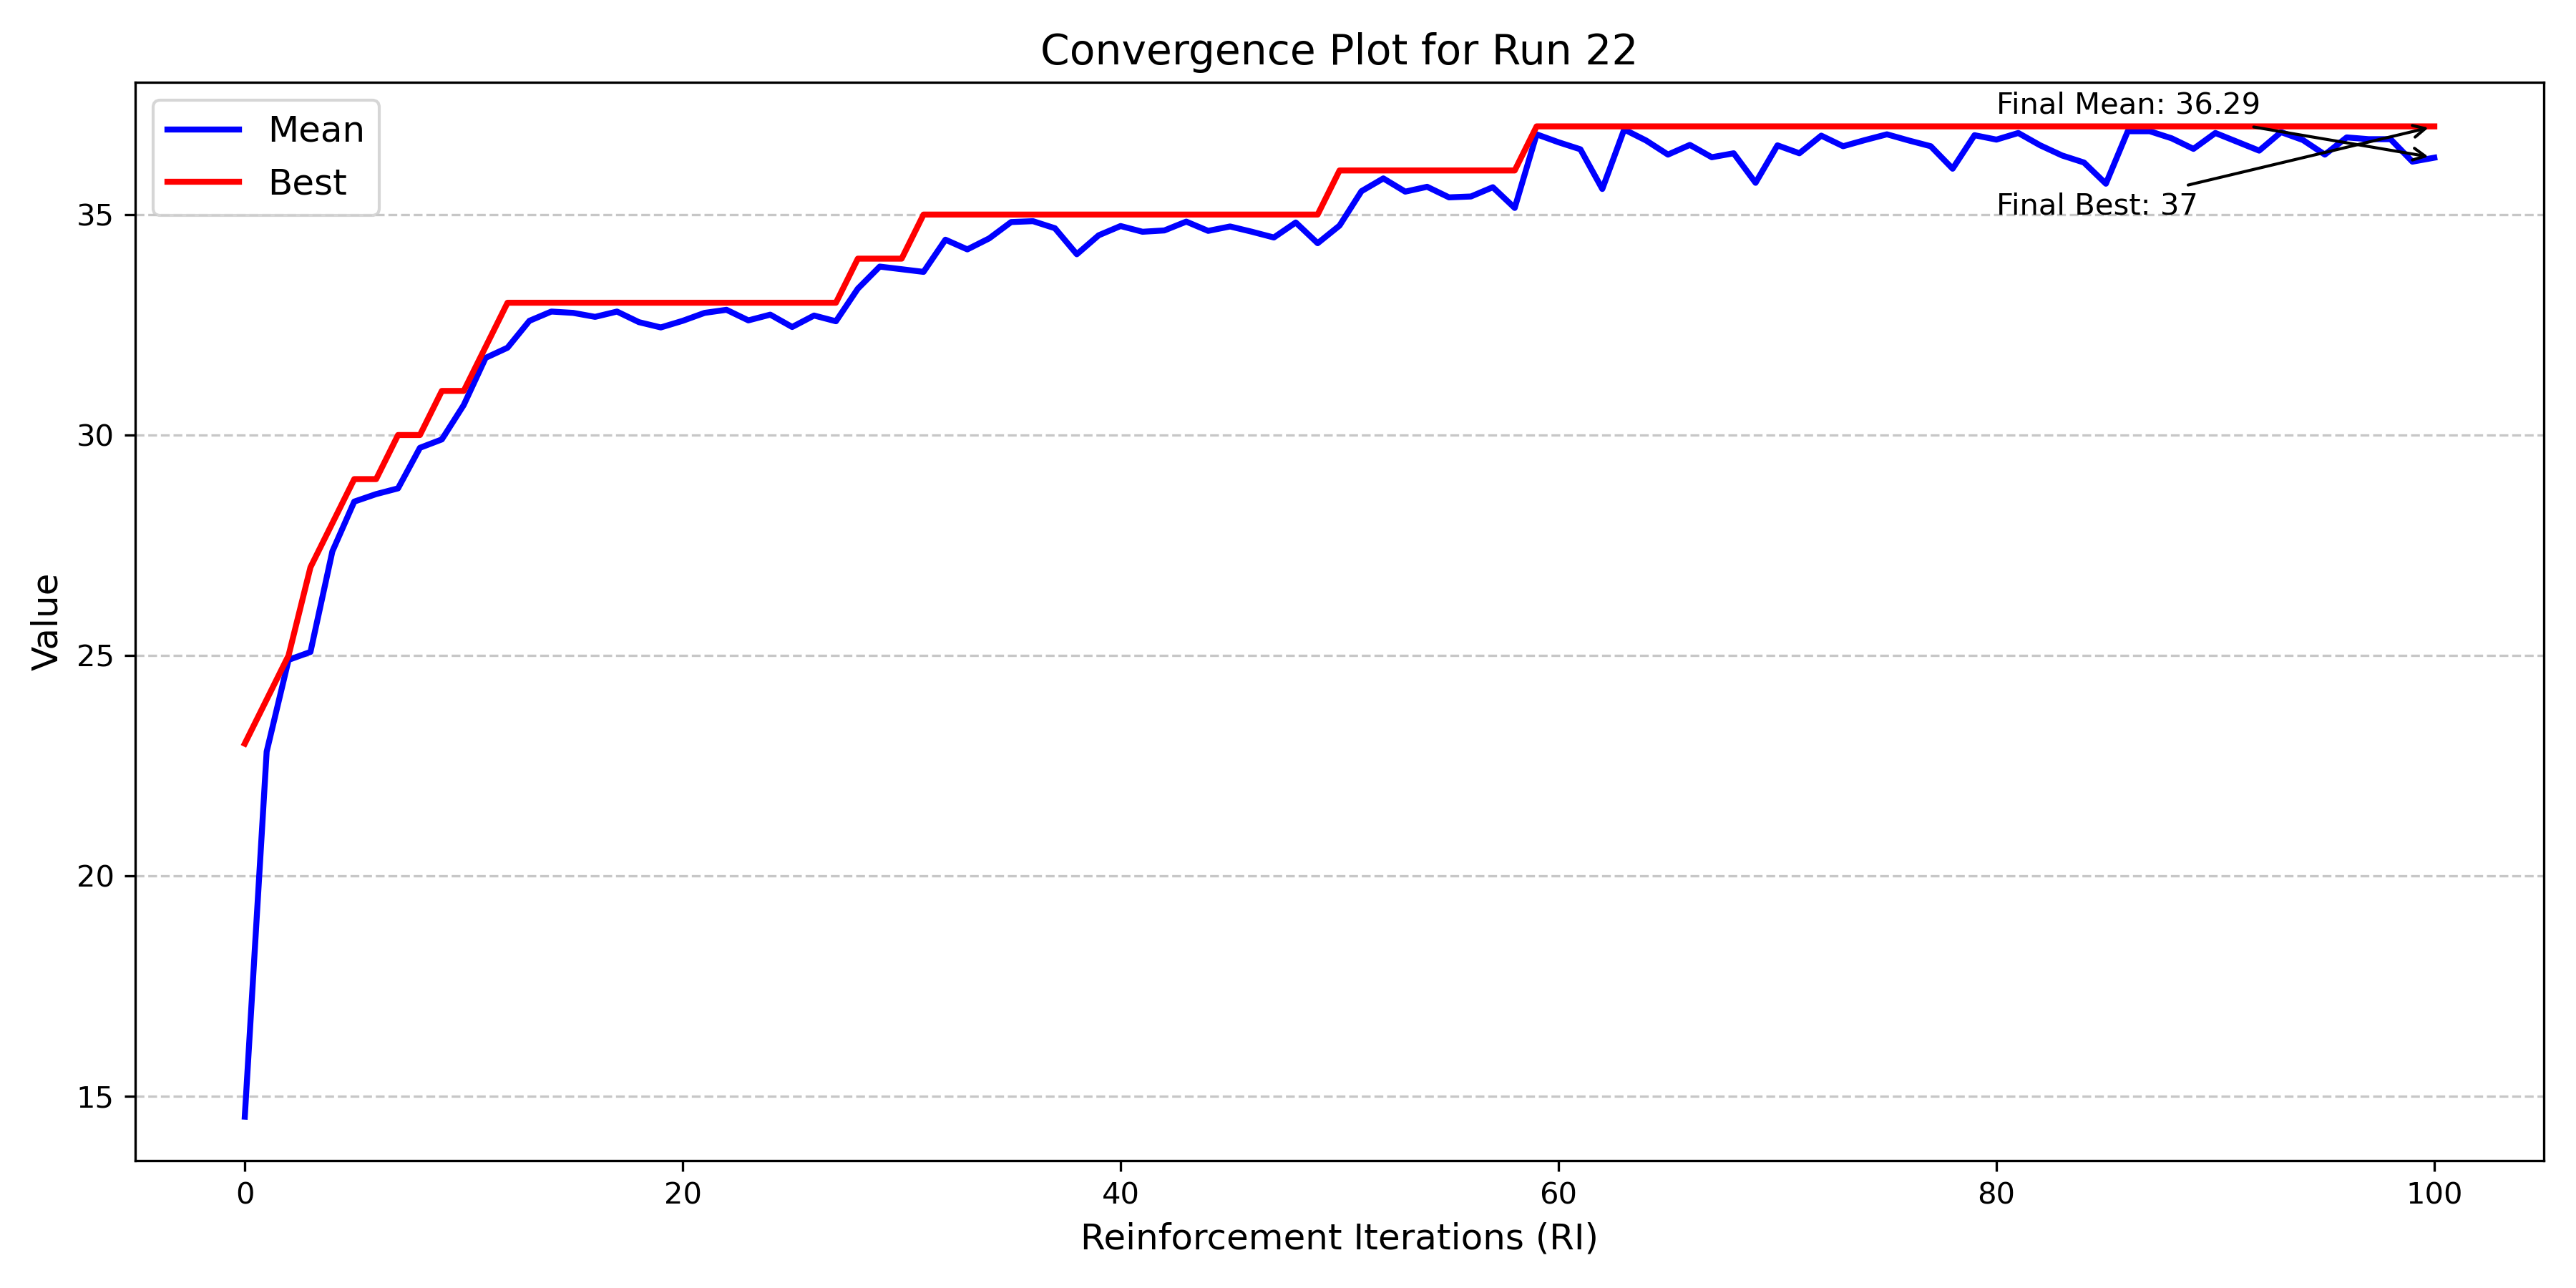 Convergence Plot for Run 22
Mean
Best
Final Mean: 36.29
Final Best: 37
35
30
25
20
15
Value
0 20 40 60 80 100
Reinforcement Iterations (RI)